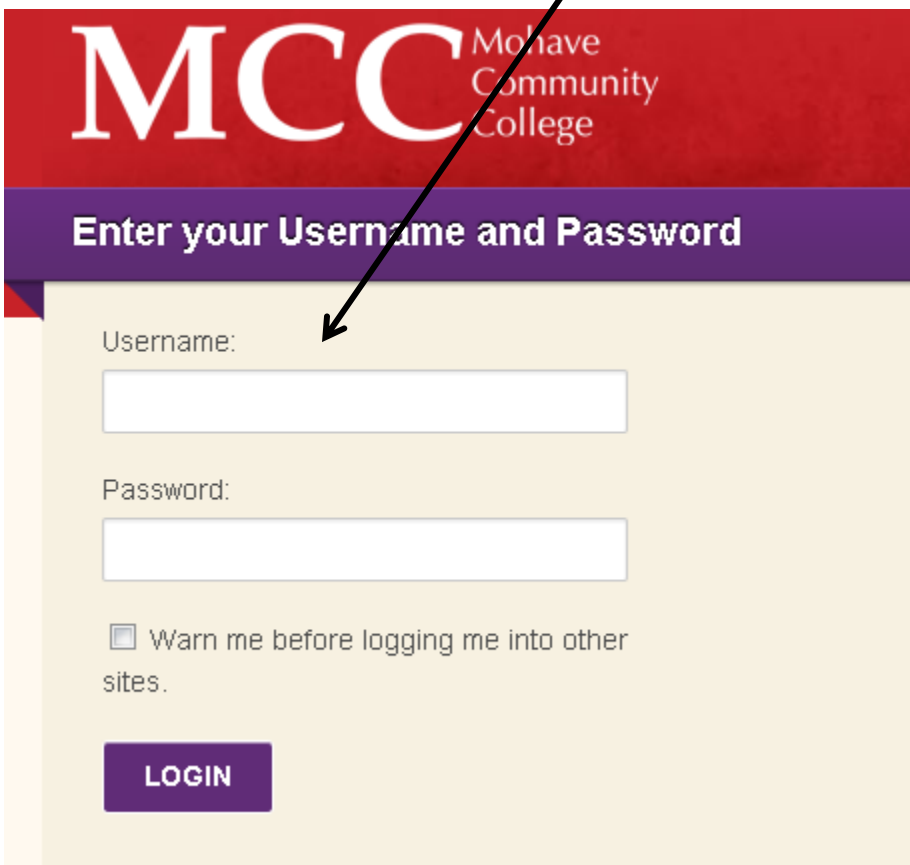 MCC
Mohave
Community
College
Enter your Username and Password
Username:
Password:
Warn me before logging me into other
sites.
LOGIN